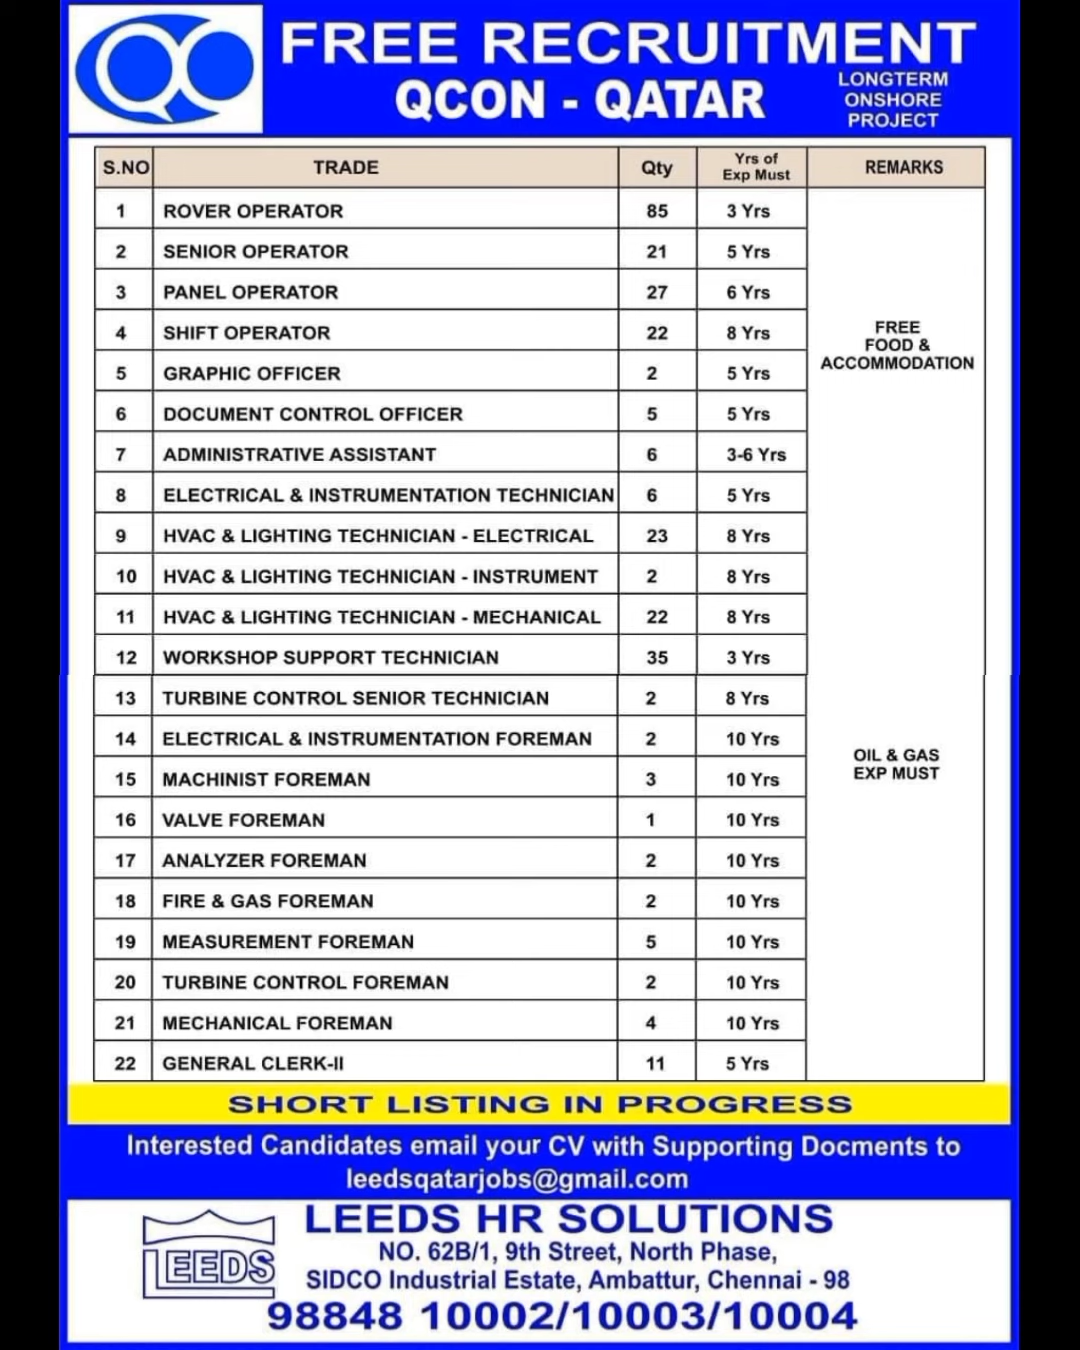 QC
FREE RECRUITMENT
QCON - QATAR
LONGTERM
ONSHORE
PROJECT
S.NO TRADE Qty Yrs of Exp Must REMARKS
1 ROVER OPERATOR 85 3 Yrs
2 SENIOR OPERATOR 21 5 Yrs
3 PANEL OPERATOR 27 6 Yrs
4 SHIFT OPERATOR 22 8 Yrs
FREE
FOOD &
ACCOMMODATION
5 GRAPHIC OFFICER 2 5 Yrs
6 DOCUMENT CONTROL OFFICER 5 5 Yrs
7 ADMINISTRATIVE ASSISTANT 6 3-6 Yrs
8 ELECTRICAL & INSTRUMENTATION TECHNICIAN 6 5 Yrs
9 HVAC & LIGHTING TECHNICIAN - ELECTRICAL 23 8 Yrs
10 HVAC & LIGHTING TECHNICIAN - INSTRUMENT 2 8 Yrs
11 HVAC & LIGHTING TECHNICIAN - MECHANICAL 22 8 Yrs
12 WORKSHOP SUPPORT TECHNICIAN 35 3 Yrs
13 TURBINE CONTROL SENIOR TECHNICIAN 2 8 Yrs
14 ELECTRICAL & INSTRUMENTATION FOREMAN 2 10 Yrs
OIL & GAS
EXP MUST
15 MACHINIST FOREMAN 3 10 Yrs
16 VALVE FOREMAN 1 10 Yrs
17 ANALYZER FOREMAN 2 10 Yrs
18 FIRE & GAS FOREMAN 2 10 Yrs
19 MEASUREMENT FOREMAN 5 10 Yrs
20 TURBINE CONTROL FOREMAN 2 10 Yrs
21 MECHANICAL FOREMAN 4 10 Yrs
22 GENERAL CLERK-II 11 5 Yrs
SHORT LISTING IN PROGRESS
Interested Candidates email your CV with Supporting Docments to
leedsqatarjobs@gmail.com
LEEDS
LEEDS HR SOLUTIONS
NO. 62B/1, 9th Street, North Phase,
SIDCO Industrial Estate, Ambattur, Chennai - 98
98848 10002/10003/10004